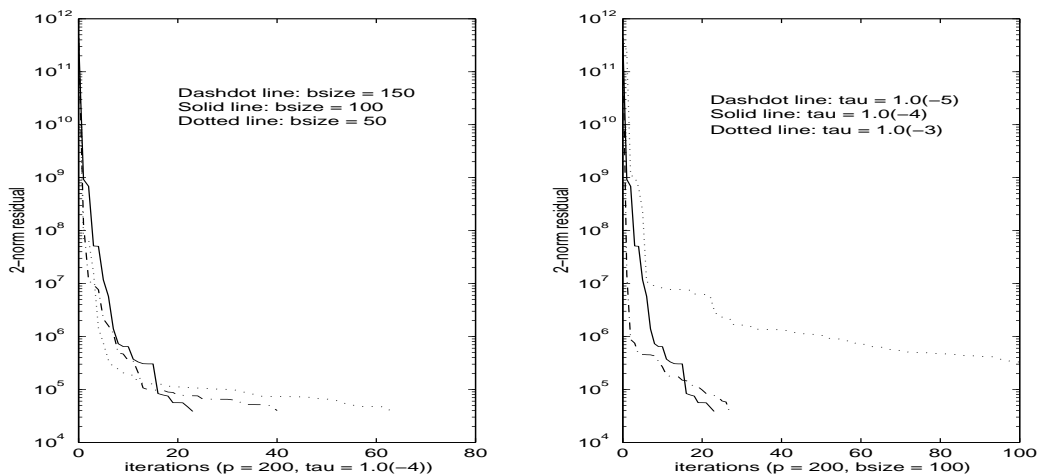 10^12
10^11
10^10
10^9
10^8
10^7
10^6
10^5
10^4
2−norm residual
Dashdot line: bsize = 150
Solid line: bsize = 100
Dotted line: bsize = 50
0 20 40 60 80
iterations (p = 200, tau = 1.0(−4))
10^12
10^11
10^10
10^9
10^8
10^7
10^6
10^5
10^4
2−norm residual
Dashdot line: tau = 1.0(−5)
Solid line: tau = 1.0(−4)
Dotted line: tau = 1.0(−3)
0 20 40 60 80 100
iterations (p = 200, bsize = 100)